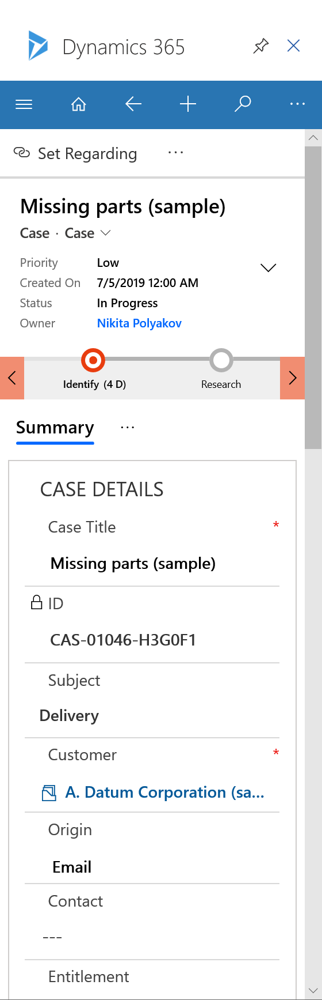 Dynamics 365
Set Regarding ···
Missing parts (sample)
Case · Case
Priority Low
Created On 7/5/2019 12:00 AM
Status In Progress
Owner Nikita Polyakov
Identify (4 D) Research
Summary ···
CASE DETAILS
Case Title *
Missing parts (sample)
ID
CAS-01046-H3G0F1
Subject
Delivery
Customer *
A. Datum Corporation (sa...
Origin
Email
Contact
---
Entitlement